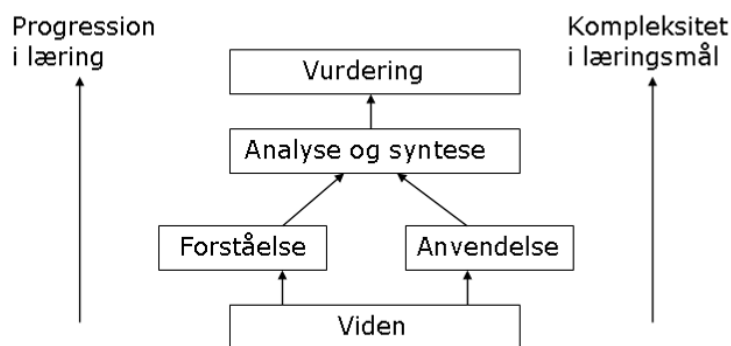 Progression
i læring
Kompleksitet
i læringsmål
Vurdering
Analyse og syntese
Forståelse
Anvendelse
Viden